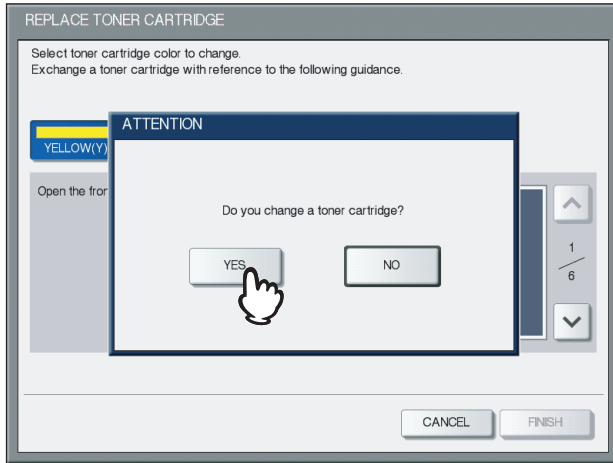 REPLACE TONER CARTRIDGE
Select toner cartridge color to change.
Exchange a toner cartridge with reference to the following guidance.
YELLOW(Y)
ATTENTION
Open the fron
Do you change a toner cartridge?
YES
NO
1
6
CANCEL
FINISH